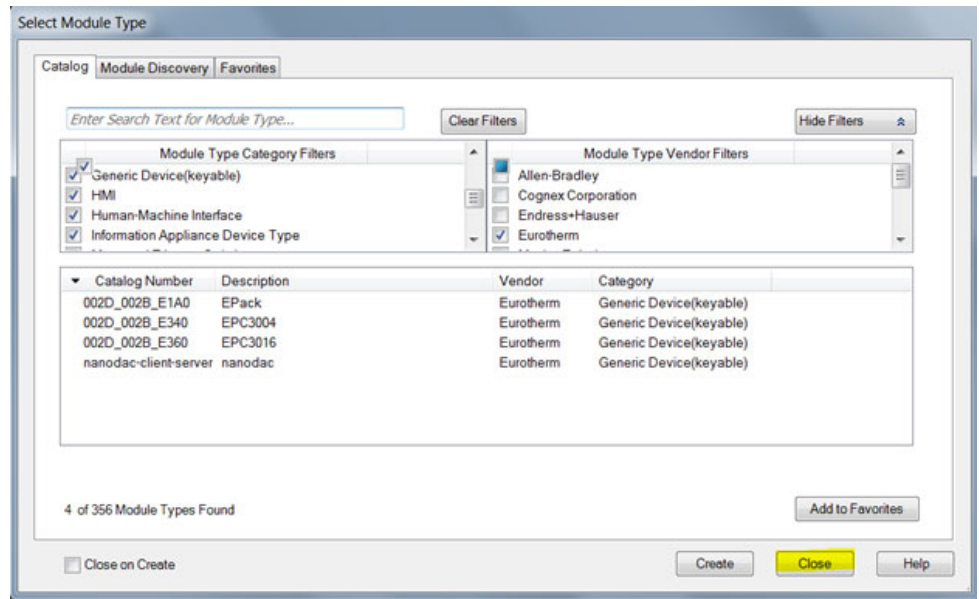 Select Module Type
Catalog Module Discovery Favorites
Enter Search Text for Module Type... Clear Filters Hide Filters
Module Type Category Filters Module Type Vendor Filters
Generic Device(keyable) Allen-Bradley
HMI Cognex Corporation
Human-Machine Interface Endress+Hauser
Information Appliance Device Type Eurotherm
Catalog Number Description Vendor Category
002D_002B_E1A0 EPack Eurotherm Generic Device(keyable)
002D_002B_E340 EPC3004 Eurotherm Generic Device(keyable)
002D_002B_E360 EPC3016 Eurotherm Generic Device(keyable)
nanodac-client-server nanodac Eurotherm Generic Device(keyable)
4 of 356 Module Types Found Add to Favorites
Close on Create Create Close Help